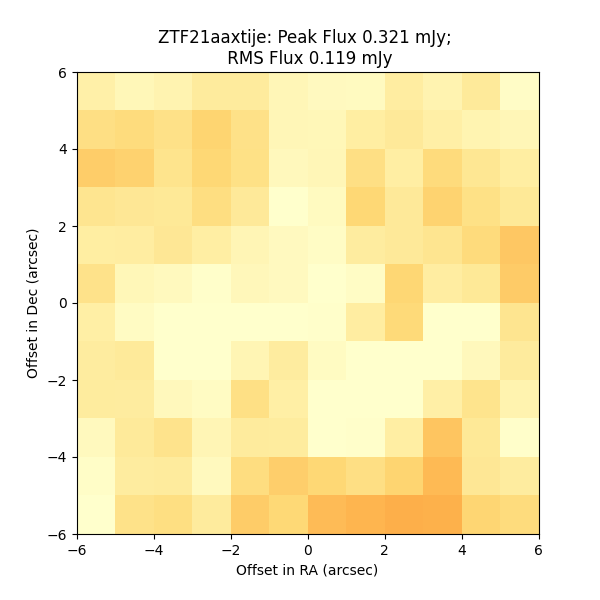 ZTF21aaxtije: Peak Flux 0.321 mJy;
RMS Flux 0.119 mJy
6
4
2
0
−2
−4
−6
Offset in Dec (arcsec)
−6 −4 −2 0 2 4 6
Offset in RA (arcsec)